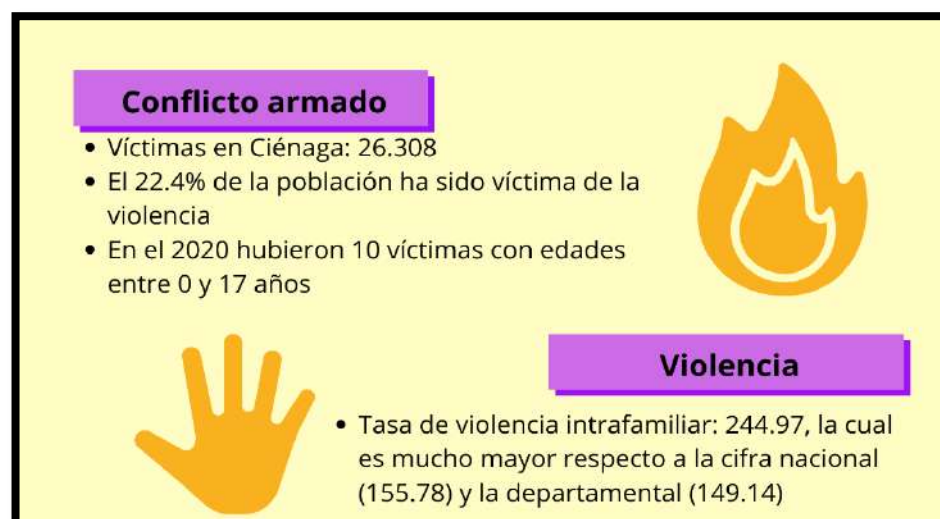 Conflicto armado
• Víctimas en Ciénaga: 26.308
• El 22.4% de la población ha sido víctima de la
violencia
• En el 2020 hubieron 10 víctimas con edades
entre 0 y 17 años
Violencia
• Tasa de violencia intrafamiliar: 244.97, la cual
es mucho mayor respecto a la cifra nacional
(155.78) y la departamental (149.14)